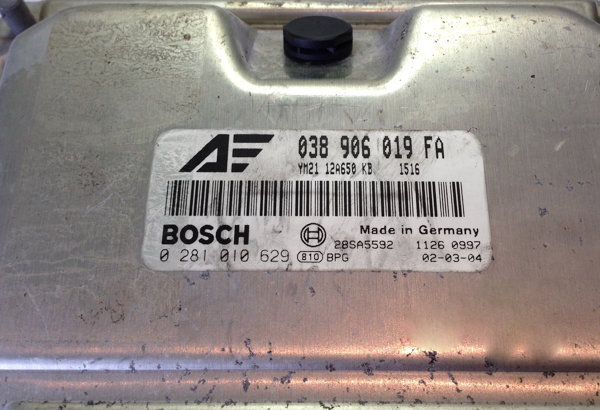 AE 038 906 019 FA
YM21 12A650 KB 1516
Made in Germany
BOSCH 28SA5592 1126 0997
0 281 010 629 810 BPG 02-03-04